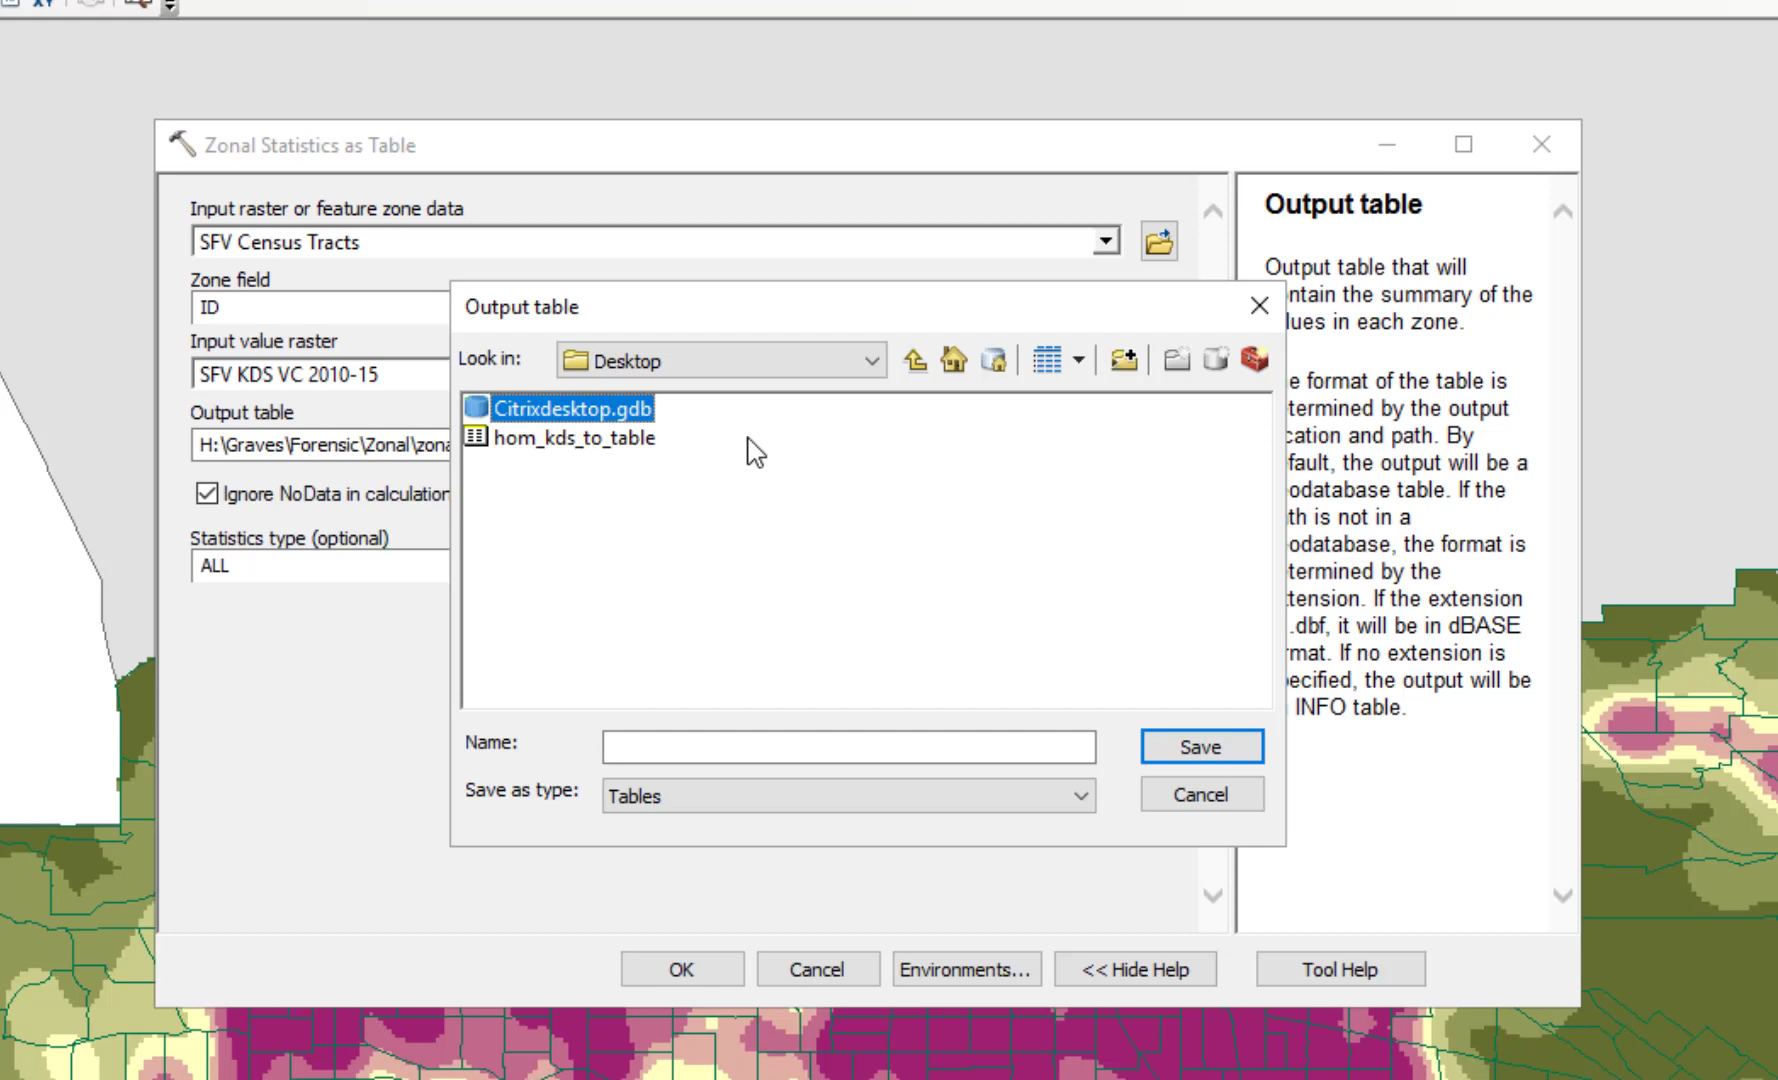 Zonal Statistics as Table
Input raster or feature zone data
SFV Census Tracts
Zone field
ID
Input value raster
SFV KDS VC 2010-15
Output table
H:\Graves\Forensic\Zonal\zona
Ignore NoData in calculation
Statistics type (optional)
ALL
Output table
Look in:
Desktop
Citrixdesktop.gdb
hom_kds_to_table
Name:
Save
Save as type:
Tables
Cancel
Output table
Output table that will
ntain the summary of the
lues in each zone.
e format of the table is
termined by the output
cation and path. By
fault, the output will be a
odatabase table. If the
th is not in a
odatabase, the format is
termined by the
tension. If the extension
.dbf, it will be in dBASE
rmat. If no extension is
ecified, the output will be
INFO table.
OK
Cancel
Environments...
<< Hide Help
Tool Help